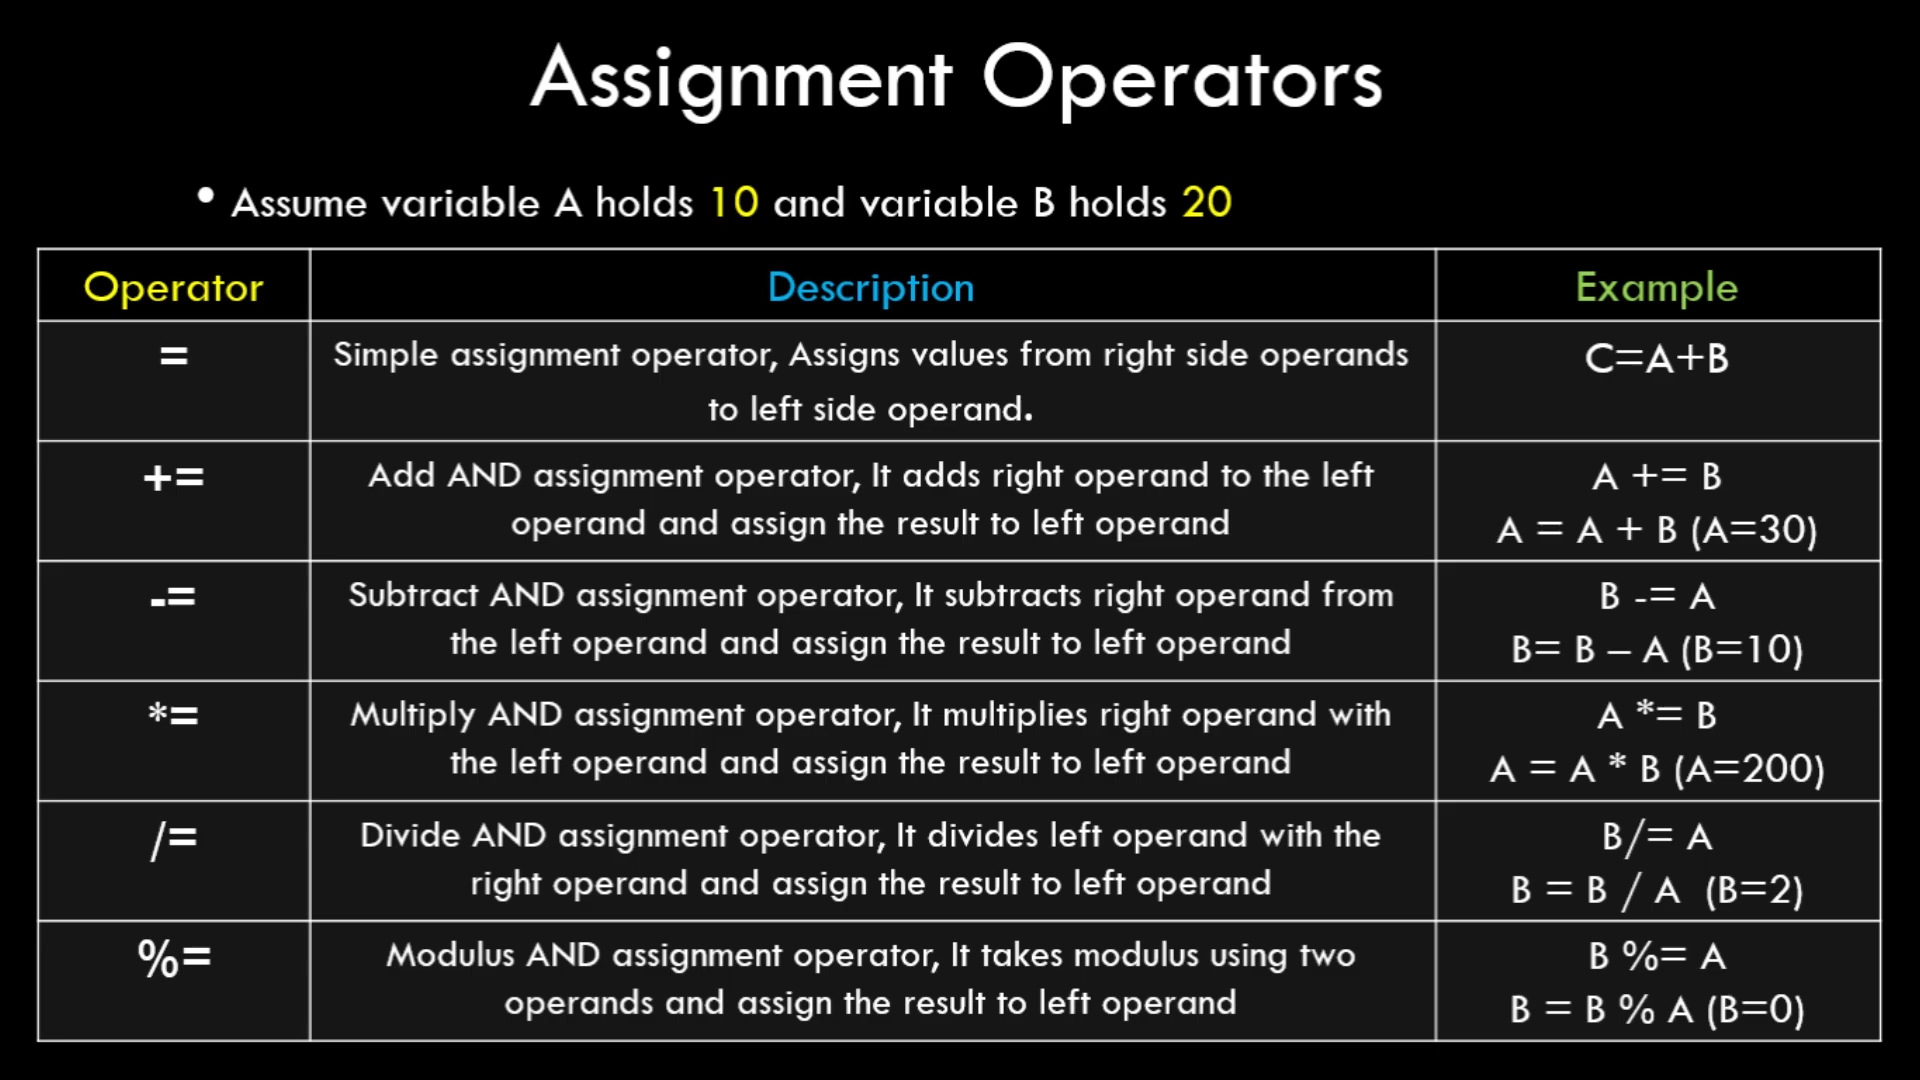 Assignment Operators
• Assume variable A holds 10 and variable B holds 20
Operator
Description
Example
=
Simple assignment operator, Assigns values from right side operands
to left side operand.
C=A+B
+=
Add AND assignment operator, It adds right operand to the left
operand and assign the result to left operand
A += B
A = A + B (A=30)
-=
Subtract AND assignment operator, It subtracts right operand from
the left operand and assign the result to left operand
B -= A
B= B – A (B=10)
*=
Multiply AND assignment operator, It multiplies right operand with
the left operand and assign the result to left operand
A *= B
A = A * B (A=200)
/=
Divide AND assignment operator, It divides left operand with the
right operand and assign the result to left operand
B/= A
B = B / A (B=2)
%=
Modulus AND assignment operator, It takes modulus using two
operands and assign the result to left operand
B %= A
B = B % A (B=0)